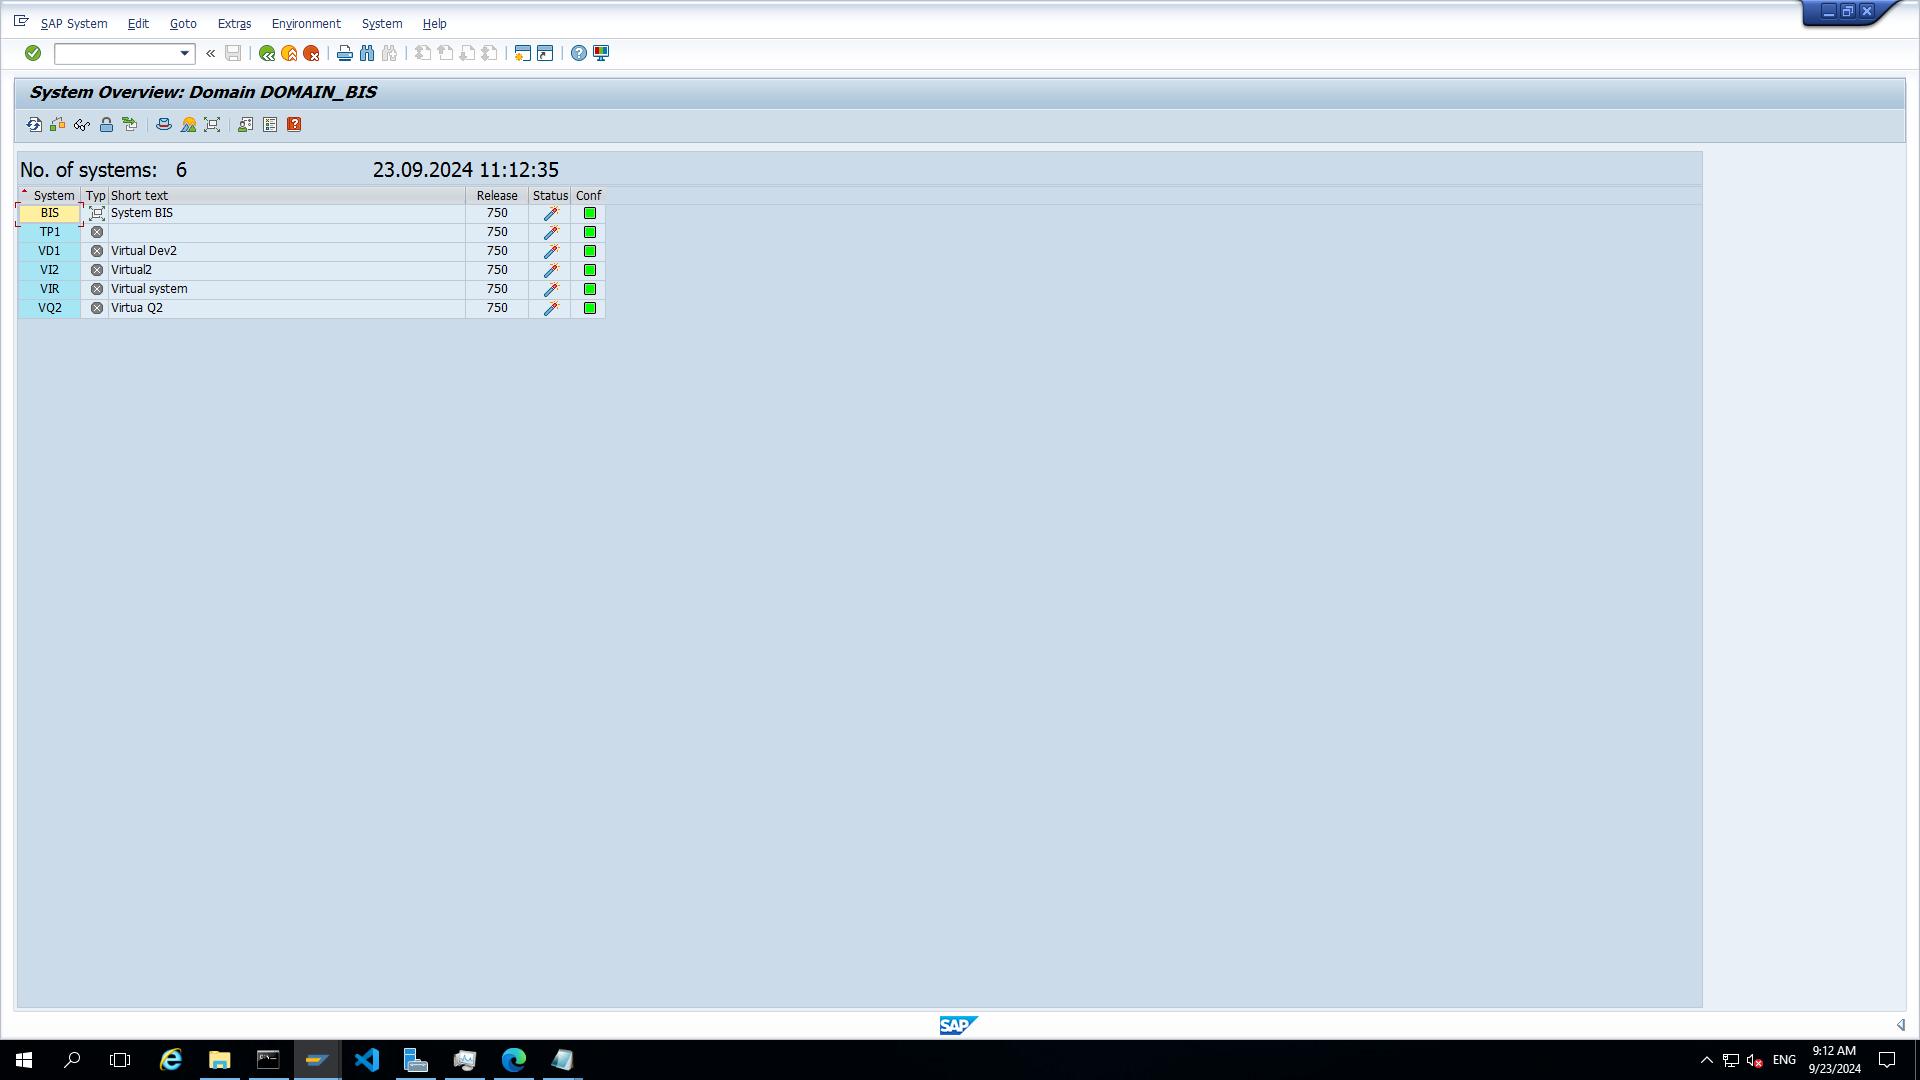 SAP System Edit Goto Extras Environment System Help
System Overview: Domain DOMAIN_BIS
No. of systems: 6 23.09.2024 11:12:35
System Typ Short text Release Status Conf
BIS System BIS 750
TP1 750
VD1 Virtual Dev2 750
VI2 Virtual2 750
VIR Virtual system 750
VQ2 Virtua Q2 750
SAP
ENG
9:12 AM
9/23/2024